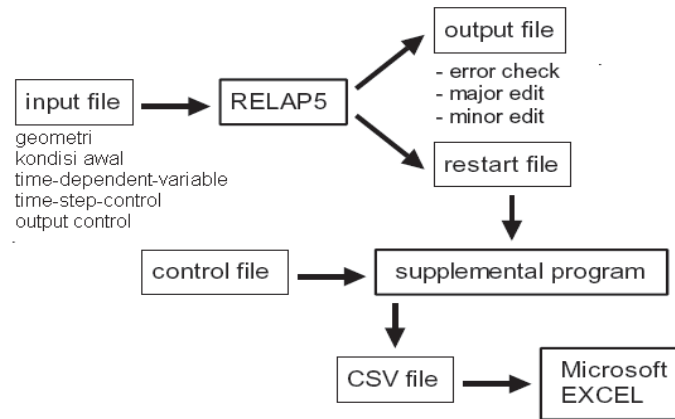 output file
- error check
- major edit
- minor edit
input file
RELAP5
geometri
kondisi awal
time-dependent-variable
time-step-control
output control
restart file
control file
supplemental program
CSV file
Microsoft
EXCEL